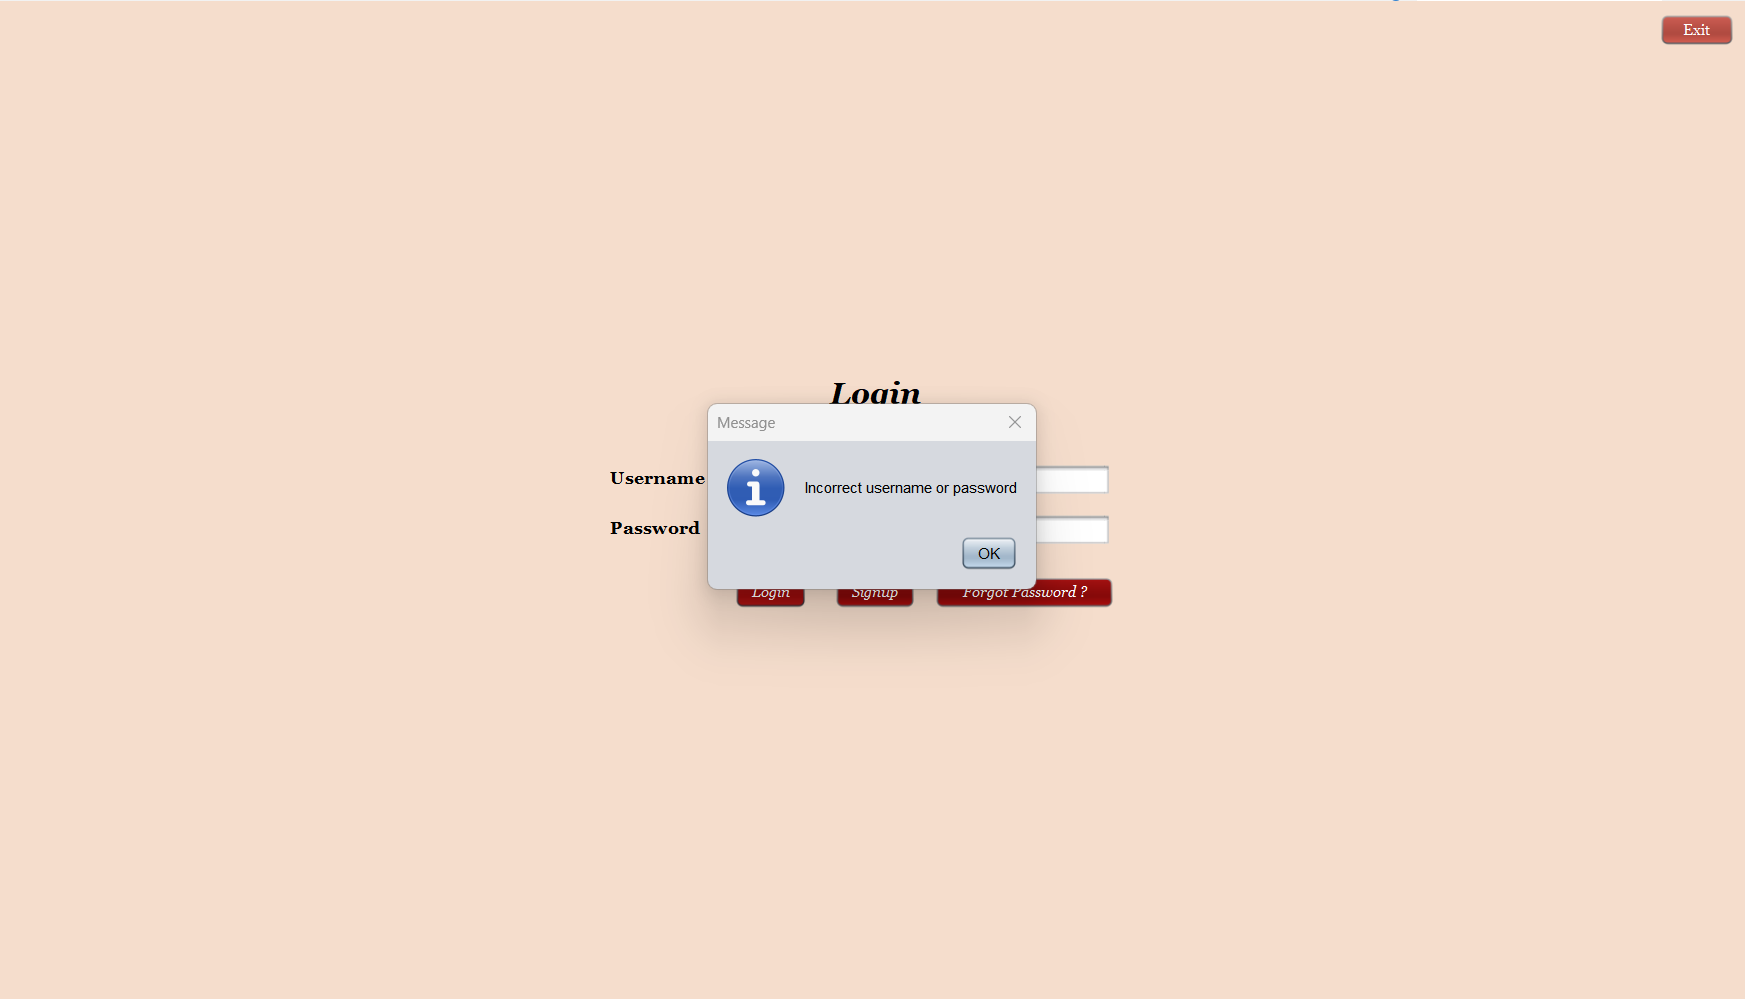 Exit
Login
Message
Username
Incorrect username or password
Password
OK
Login Signup Forgot Password ?